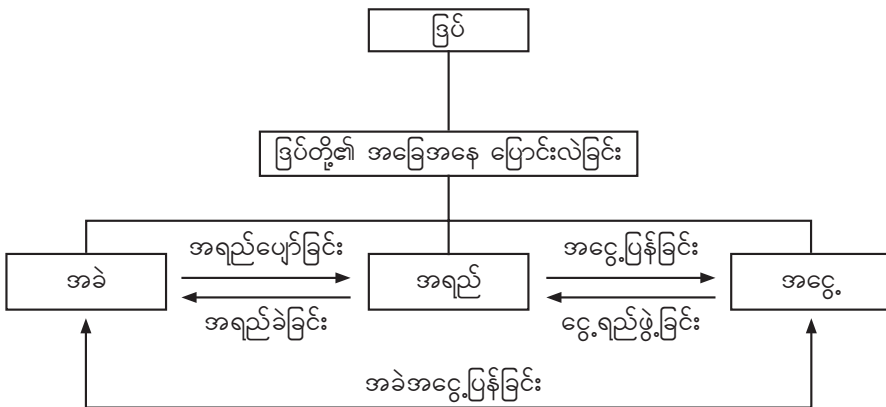 ဒြပ်
ဒြပ်တို့၏ အခြေအနေ ပြောင်းလဲခြင်း
အရည်ပျော်ခြင်း
အငွေ့ပြန်ခြင်း
အခဲ
အရည်
အငွေ့
အရည်ခဲခြင်း
ငွေ့ရည်ဖွဲ့ခြင်း
အခဲအငွေ့ပြန်ခြင်း